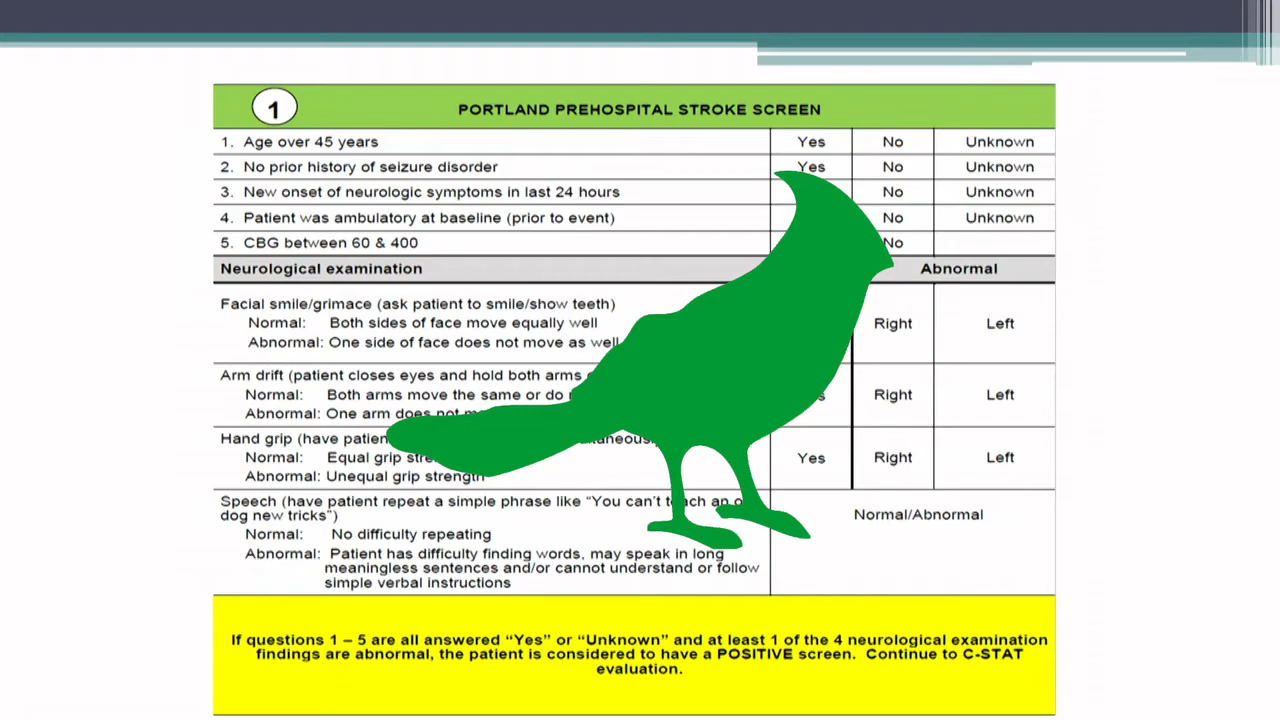 1 PORTLAND PREHOSPITAL STROKE SCREEN
1. Age over 45 years Yes No Unknown
2. No prior history of seizure disorder Yes No Unknown
3. New onset of neurologic symptoms in last 24 hours No Unknown
4. Patient was ambulatory at baseline (prior to event) No Unknown
5. CBG between 60 & 400 No
Neurological examination Abnormal
Facial smile/grimace (ask patient to smile/show teeth)
Normal: Both sides of face move equally well Right Left
Abnormal: One side of face does not move as well
Arm drift (patient closes eyes and hold both arms
Normal: Both arms move the same or do Right Left
Abnormal: One arm does not
Hand grip (have
Normal: Equal grip Yes Right Left
Abnormal: Unequal grip strength
Speech (have patient repeat a simple phrase like “You can’t an
dog new tricks”) Normal/Abnormal
Normal: No difficulty repeating
Abnormal: Patient has difficulty finding words, may speak in long
meaningless sentences and/or cannot understand or follow
simple verbal instructions
If questions 1 – 5 are all answered “Yes” or “Unknown” and at least 1 of the 4 neurological examination
findings are abnormal, the patient is considered to have a POSITIVE screen. Continue to C-STAT
evaluation.